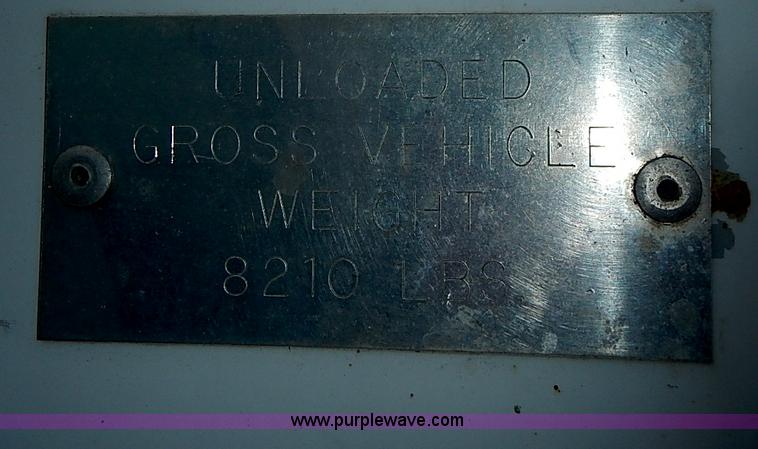 UNLOADED
GROSS VEHICLE
WEIGHT
8210 LBS
www.purplewave.com